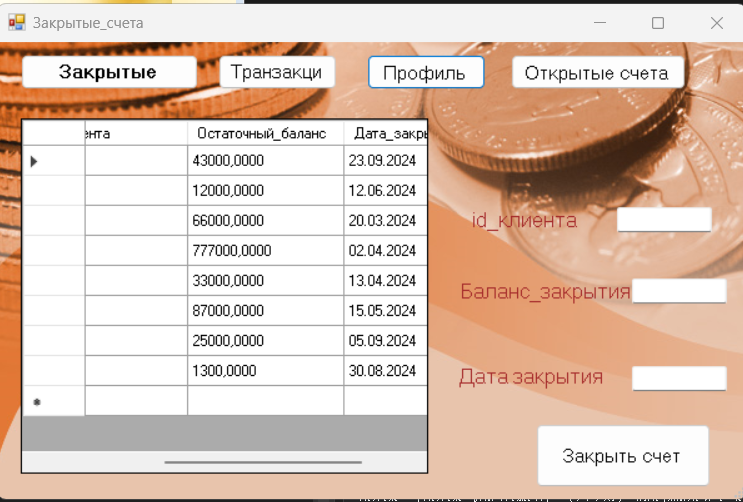 Закрытые_счета
Закрытые Транзакци Профиль Открытые счета
ента Остаточный_баланс Дата_закры
43000,0000 23.09.2024
12000,0000 12.06.2024
66000,0000 20.03.2024
777000,0000 02.04.2024
33000,0000 13.04.2024
87000,0000 15.05.2024
25000,0000 05.09.2024
1300,0000 30.08.2024
id_клиента
Баланс_закрытия
Дата закрытия
Закрыть счет